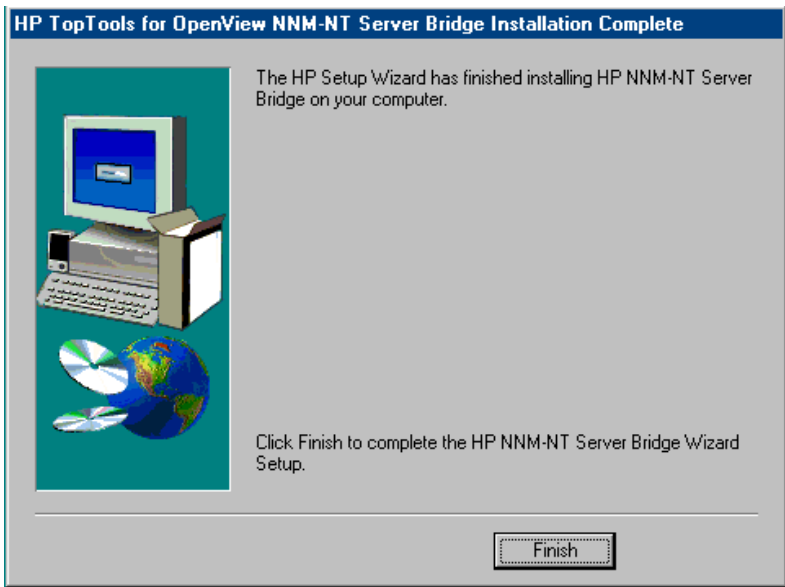 HP TopTools for OpenView NNM-NT Server Bridge Installation Complete
The HP Setup Wizard has finished installing HP NNM-NT Server
Bridge on your computer.
Click Finish to complete the HP NNM-NT Server Bridge Wizard
Setup.
Finish